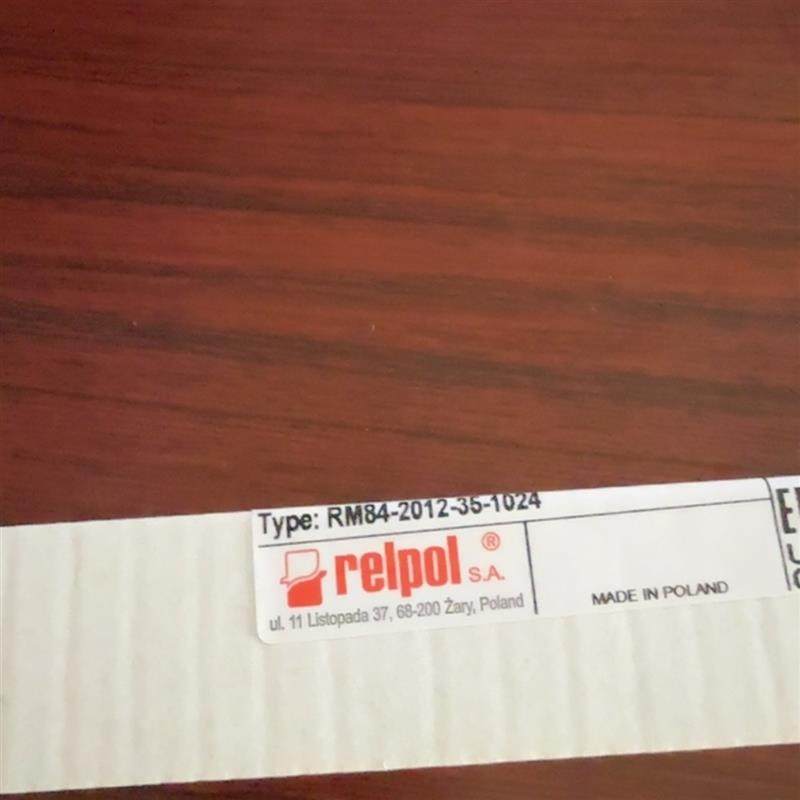 Type: RM84-2012-35-1024
relpol ® S.A.
ul. 11 Listopada 37, 68-200 Żary, Poland
MADE IN POLAND